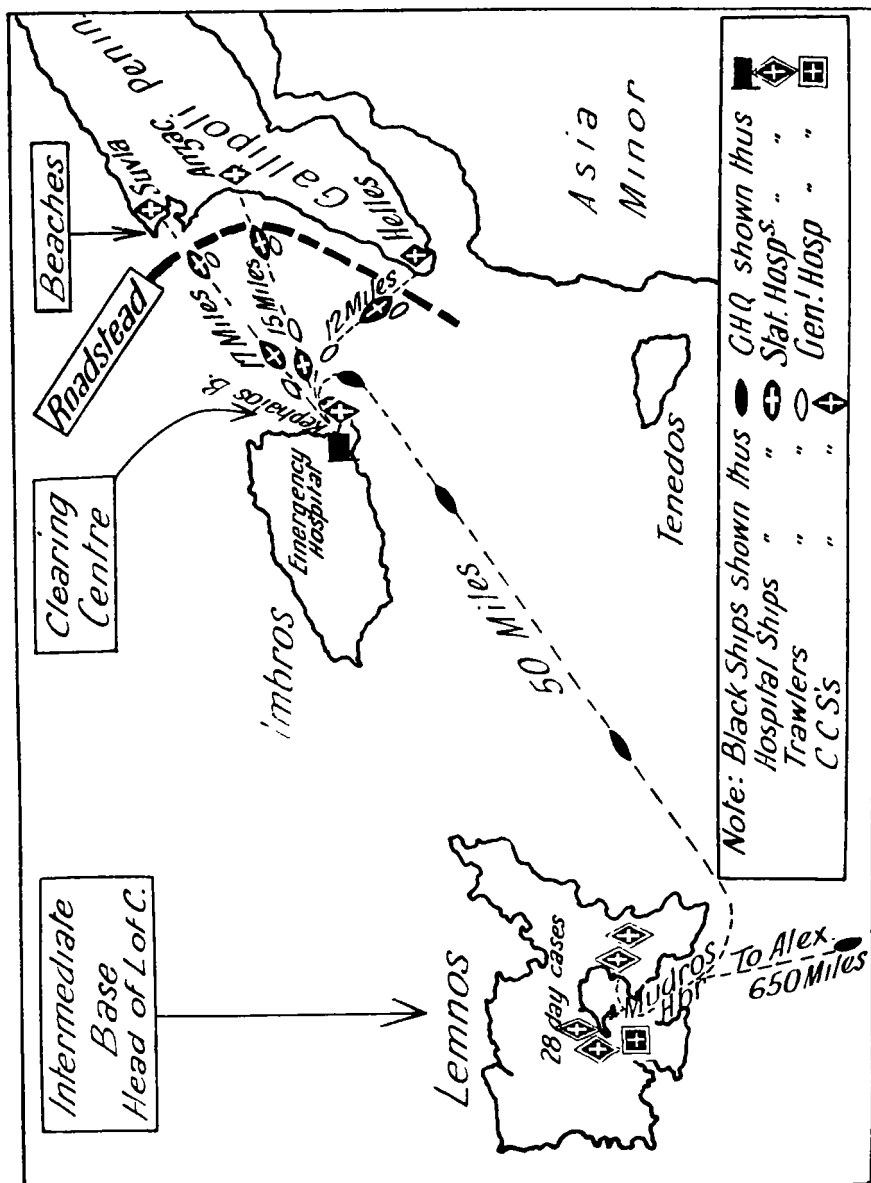 Intermediate
Base
Head of L of C.
Clearing
Centre
Roadstead
Beaches
Suvla
Anzac
Gallipoli Penin
Helles
17 Miles
15 Miles
12 Miles
Kephalos B.
Emergency
Hospital
imbros
Lemnos
28 day cases
Mudros
Hbr
To Alex
650 Miles
50 Miles
Tenedos
Asia
Minor
Note: Black Ships shown thus GHQ shown thus
Hospital Ships " " Stat. Hosps. " "
Trawlers " " Gen! Hosp " "
C C S's " "